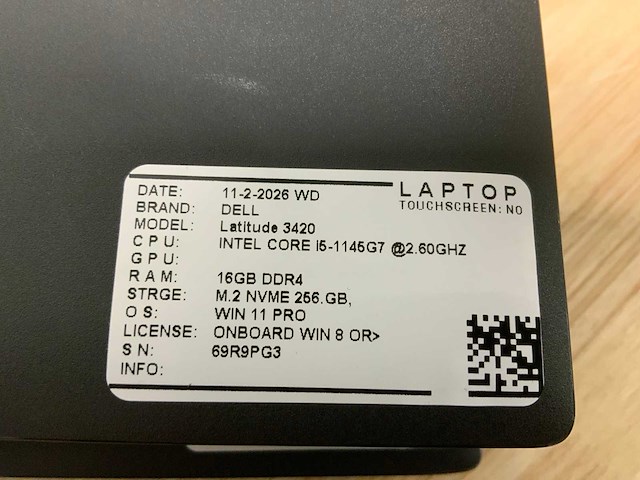 LAPTOP
TOUCHSCREEN: NO
DATE: 11-2-2026 WD
BRAND: DELL
MODEL: Latitude 3420
CPU: INTEL CORE i5-1145G7 @2.60GHZ
GPU:
RAM: 16GB DDR4
STRGE: M.2 NVME 256.GB,
OS: WIN 11 PRO
LICENSE: ONBOARD WIN 8 OR>
SN: 69R9PG3
INFO: